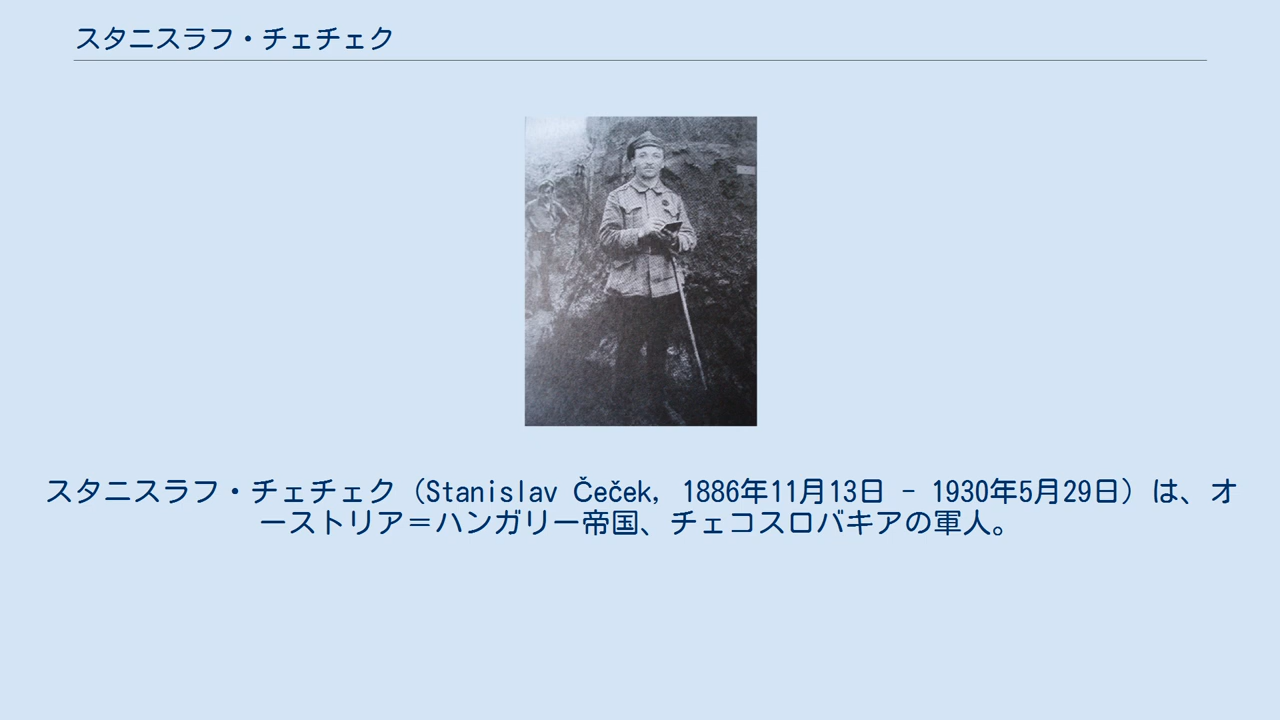 スタニスラフ・チェチェク
スタニスラフ・チェチェク（Stanislav Čeček, 1886年11月13日 - 1930年5月29日）は、オ
ーストリア＝ハンガリー帝国、チェコスロバキアの軍人。